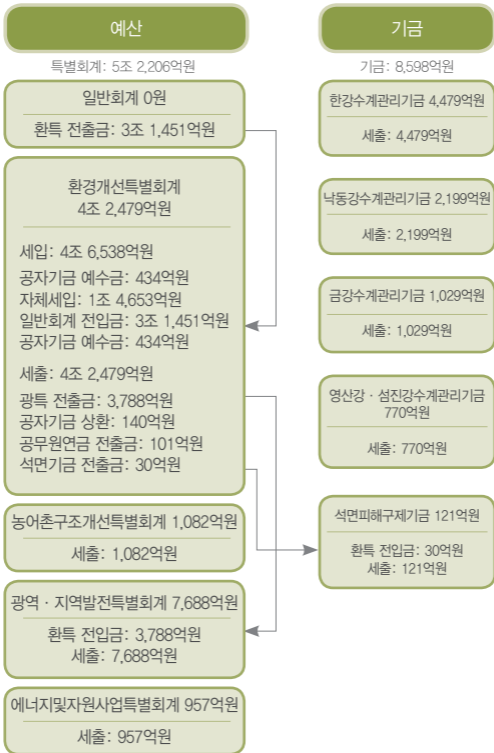 예산
특별회계: 5조 2,206억원
일반회계 0원
환특 전출금: 3조 1,451억원
환경개선특별회계
4조 2,479억원
세입: 4조 6,538억원
공자기금 예수금: 434억원
자체세입: 1조 4,653억원
일반회계 전입금: 3조 1,451억원
공자기금 예수금: 434억원
세출: 4조 2,479억원
광특 전출금: 3,788억원
공자기금 상환: 140억원
공무원연금 전출금: 101억원
석면기금 전출금: 30억원
농어촌구조개선특별회계 1,082억원
세출: 1,082억원
광역 · 지역발전특별회계 7,688억원
환특 전입금: 3,788억원
세출: 7,688억원
에너지및자원사업특별회계 957억원
세출: 957억원
기금
기금: 8,598억원
한강수계관리기금 4,479억원
세출: 4,479억원
낙동강수계관리기금 2,199억원
세출: 2,199억원
금강수계관리기금 1,029억원
세출: 1,029억원
영산강 · 섬진강수계관리기금
770억원
세출: 770억원
석면피해구제기금 121억원
환특 전입금: 30억원
세출: 121억원